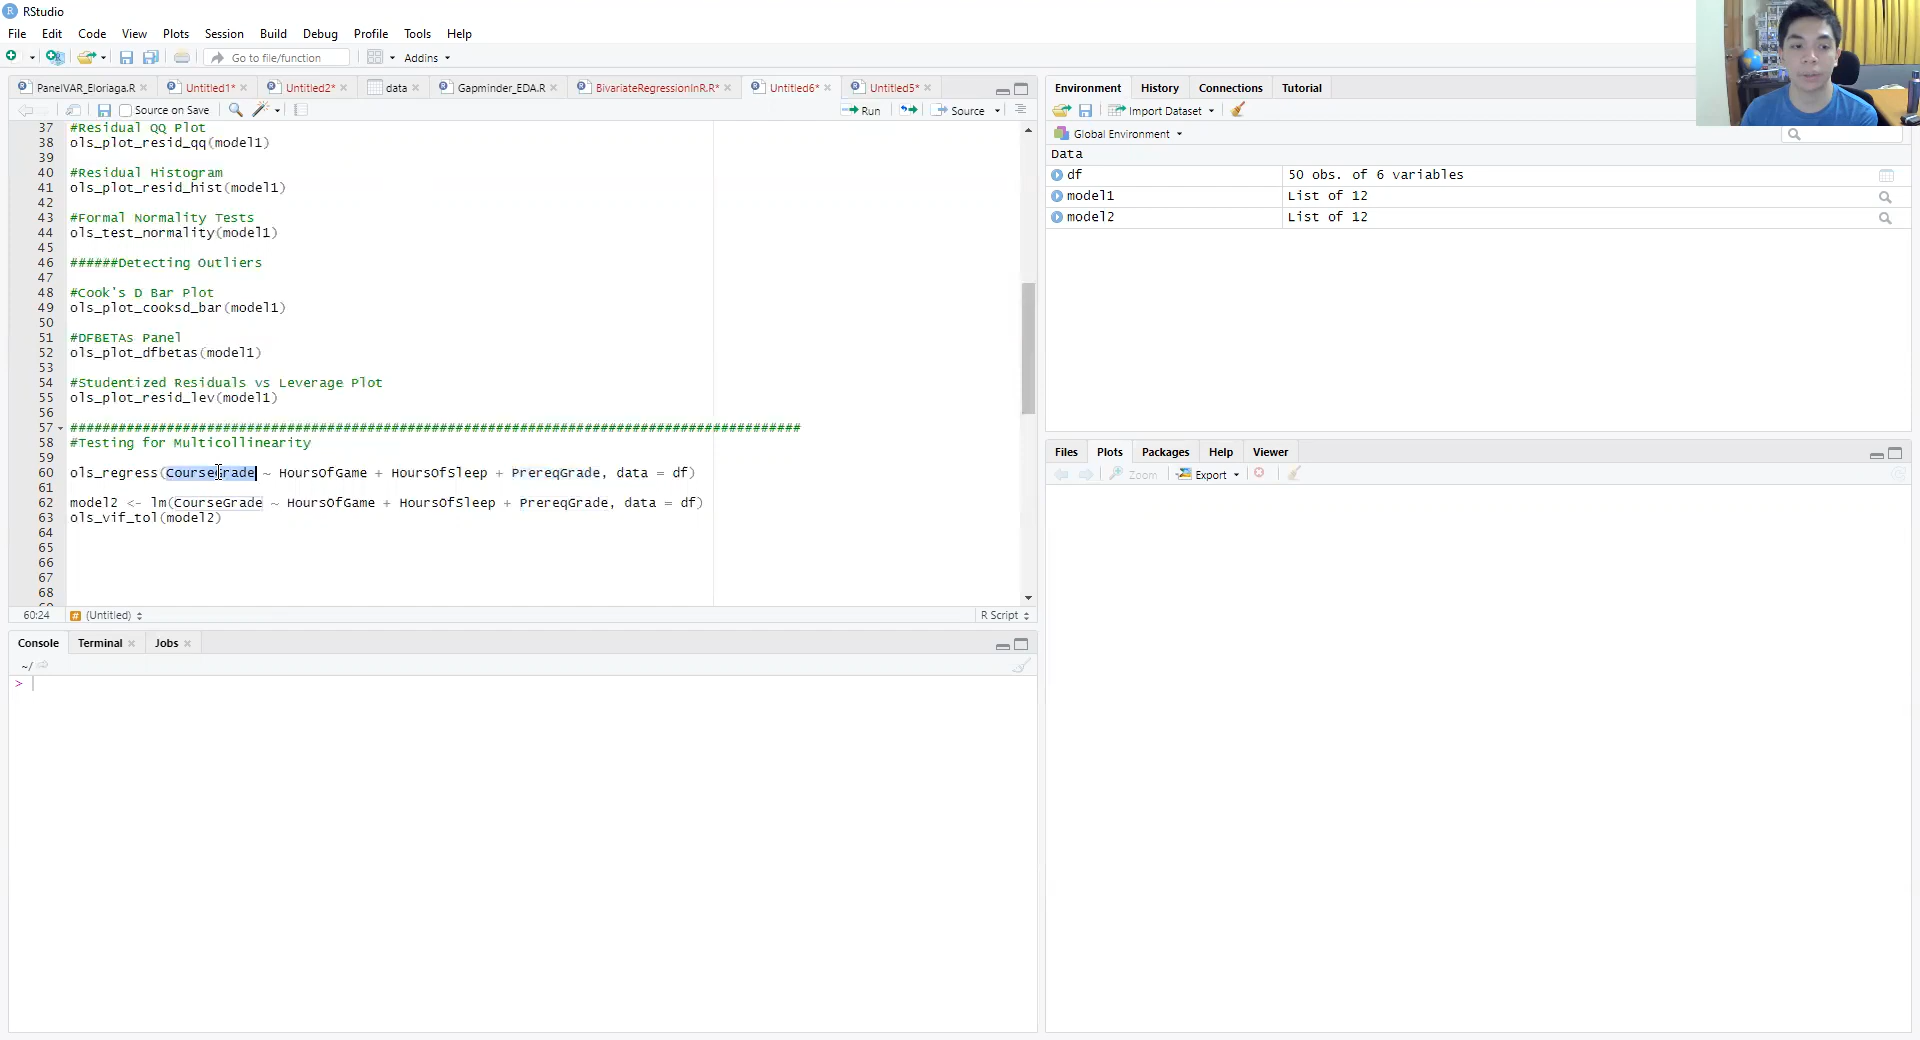 RStudio
File Edit Code View Plots Session Build Debug Profile Tools Help
Go to file/function Addins
PanelVAR_Eloriaga.R Untitled1* Untitled2* data Gapminder_EDA.R BivariateRegressionInR.R* Untitled6* Untitled5*
Source on Save Run Source
37 #Residual QQ Plot
38 ols_plot_resid_qq(model1)
39
40 #Residual Histogram
41 ols_plot_resid_hist(model1)
42
43 #Formal Normality Tests
44 ols_test_normality(model1)
45
46 ######Detecting Outliers
47
48 #Cook's D Bar Plot
49 ols_plot_cooksd_bar(model1)
50
51 #DFBETAs Panel
52 ols_plot_dfbetas(model1)
53
54 #Studentized Residuals vs Leverage Plot
55 ols_plot_resid_lev(model1)
56
57 ###########################################################################################
58 #Testing for Multicollinearity
59
60 ols_regress(CourseGrade ~ HoursOfGame + HoursOfSleep + PrereqGrade, data = df)
61
62 model2 <- lm(CourseGrade ~ HoursOfGame + HoursOfSleep + PrereqGrade, data = df)
63 ols_vif_tol(model2)
64
65
66
67
68
60:24 # (Untitled) R Script
Console Terminal Jobs
~/
>
Environment History Connections Tutorial
Import Dataset
Global Environment
Data
df 50 obs. of 6 variables
model1 List of 12
model2 List of 12
Files Plots Packages Help Viewer
Zoom Export